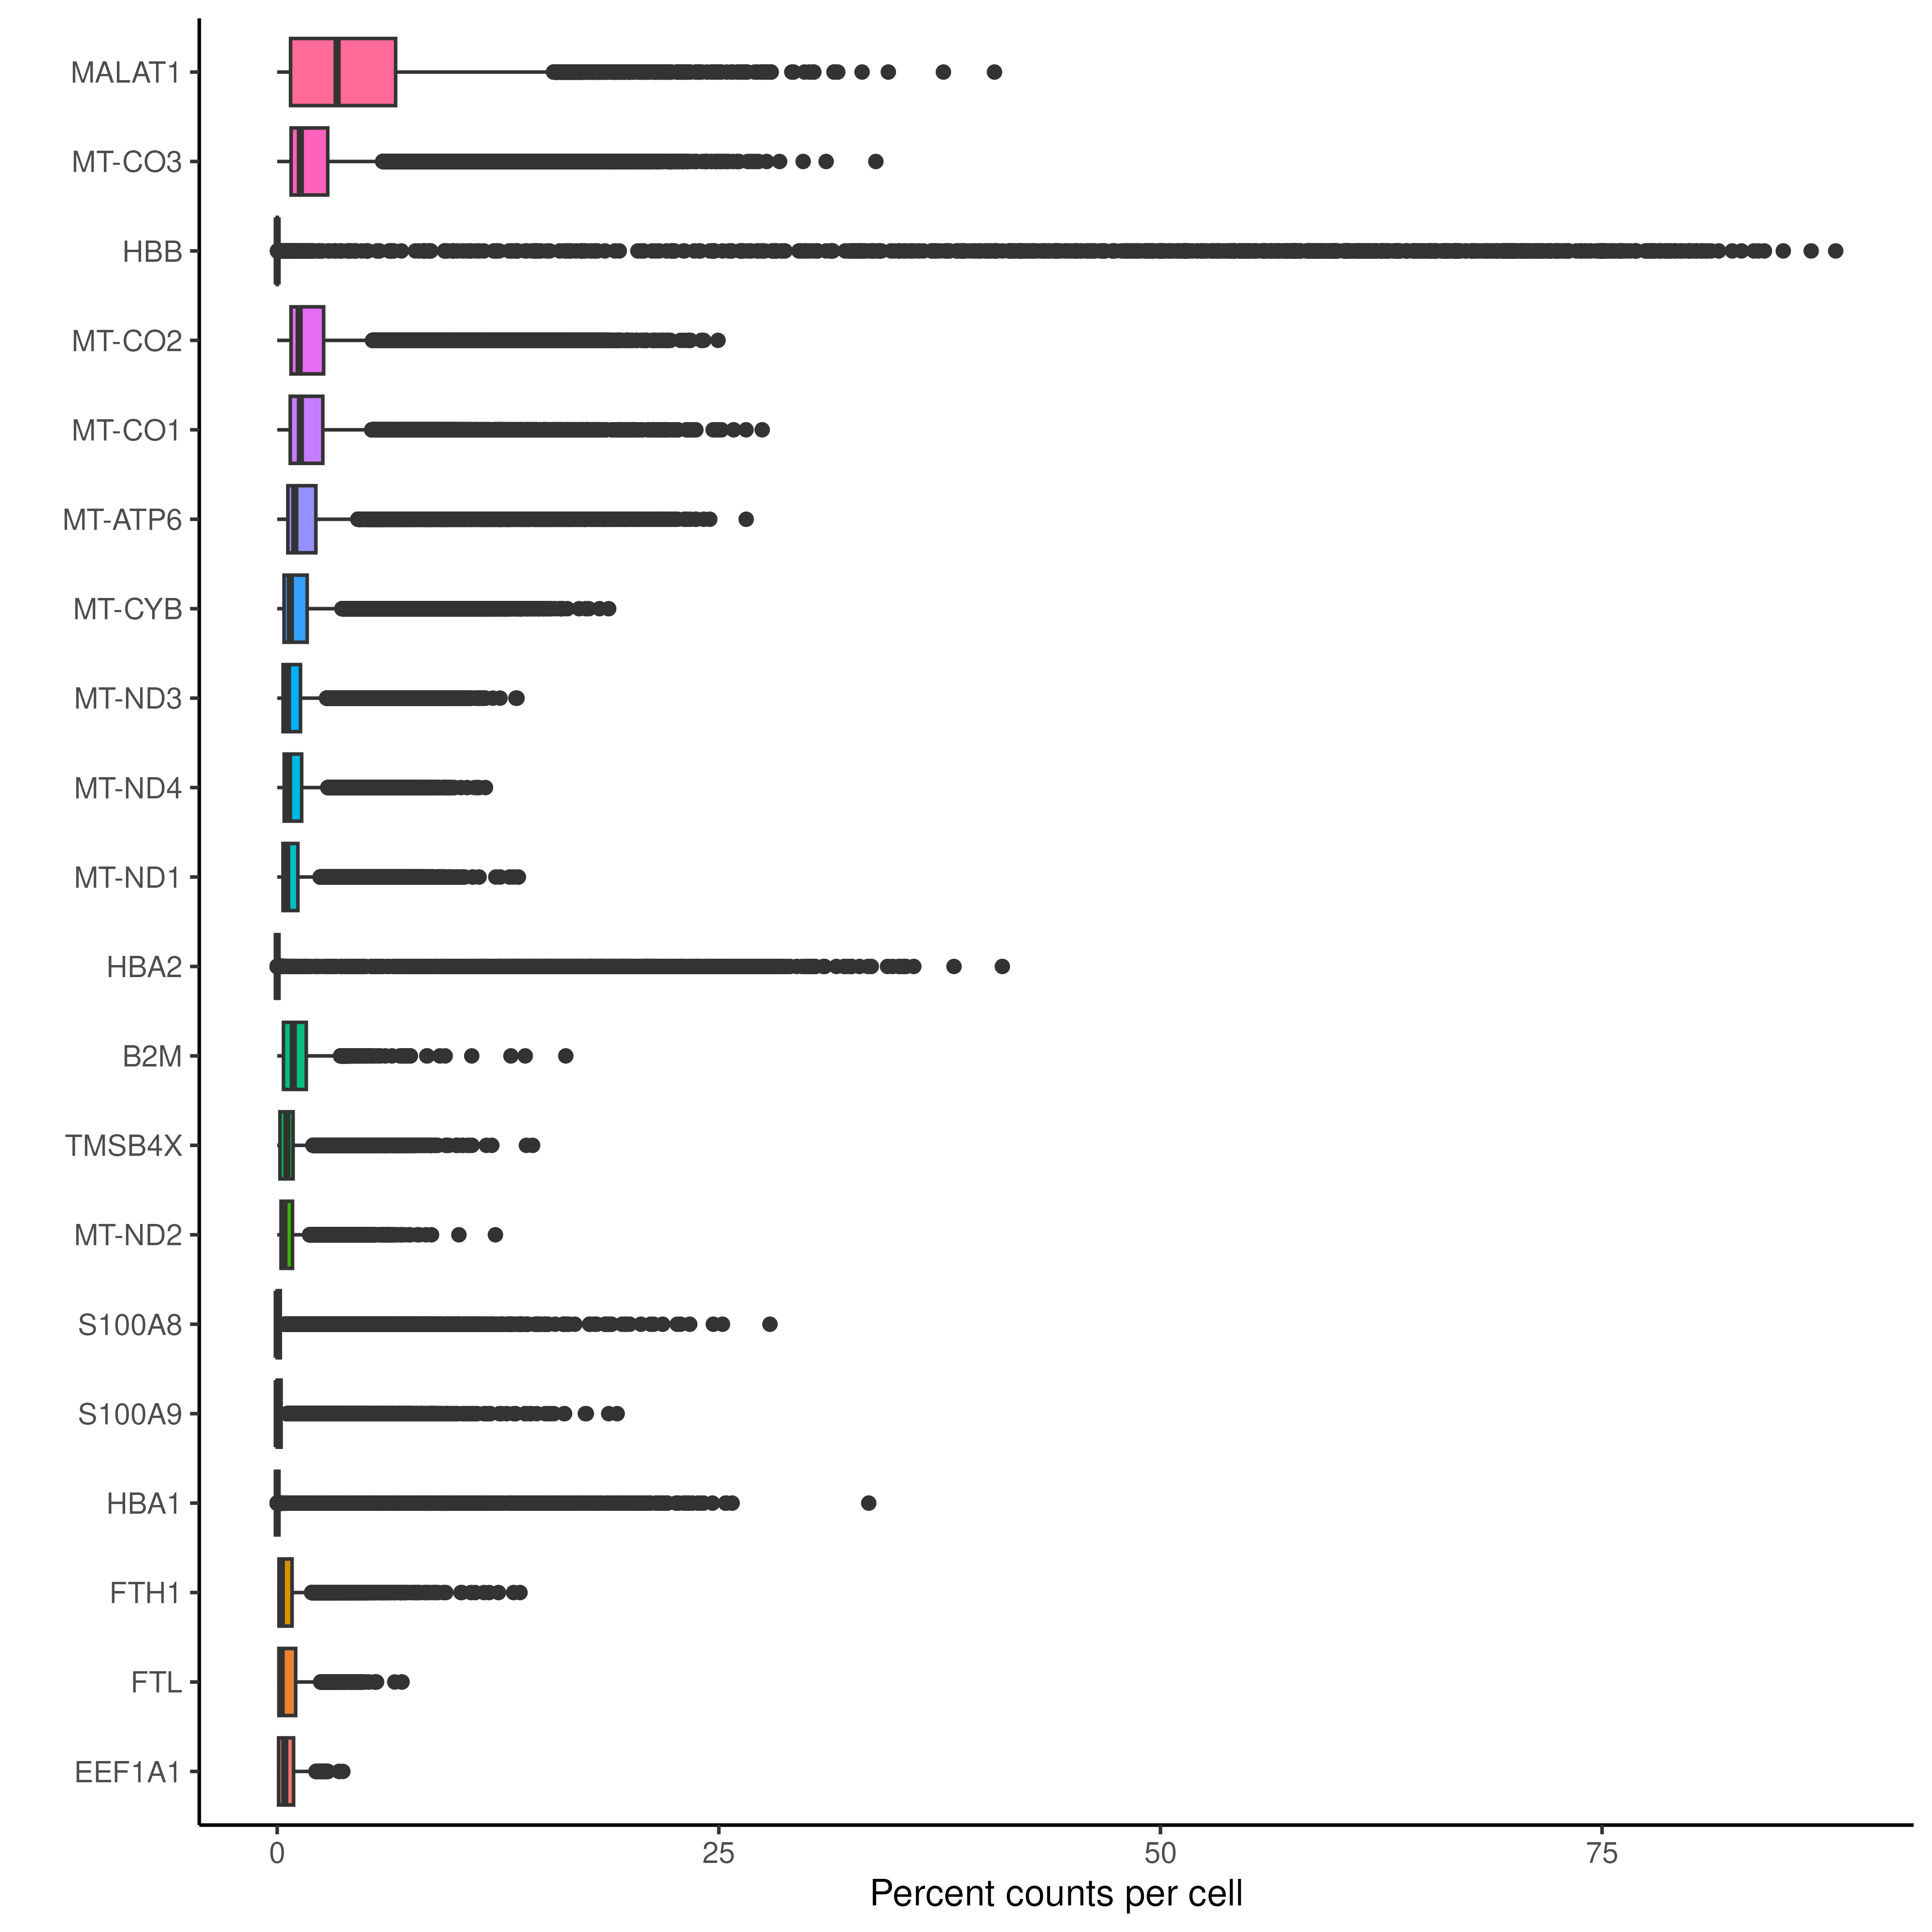 MALAT1
MT-CO3
HBB
MT-CO2
MT-CO1
MT-ATP6
MT-CYB
MT-ND3
MT-ND4
MT-ND1
HBA2
B2M
TMSB4X
MT-ND2
S100A8
S100A9
HBA1
FTH1
FTL
EEF1A1
0 25 50 75
Percent counts per cell